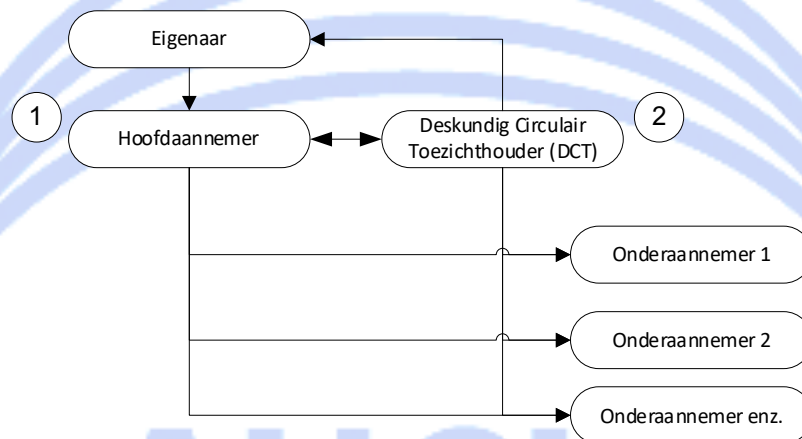 Eigenaar
1
Hoofdaannemer
Deskundig Circulair
Toezichthouder (DCT)
2
Onderaannemer 1
Onderaannemer 2
Onderaannemer enz.